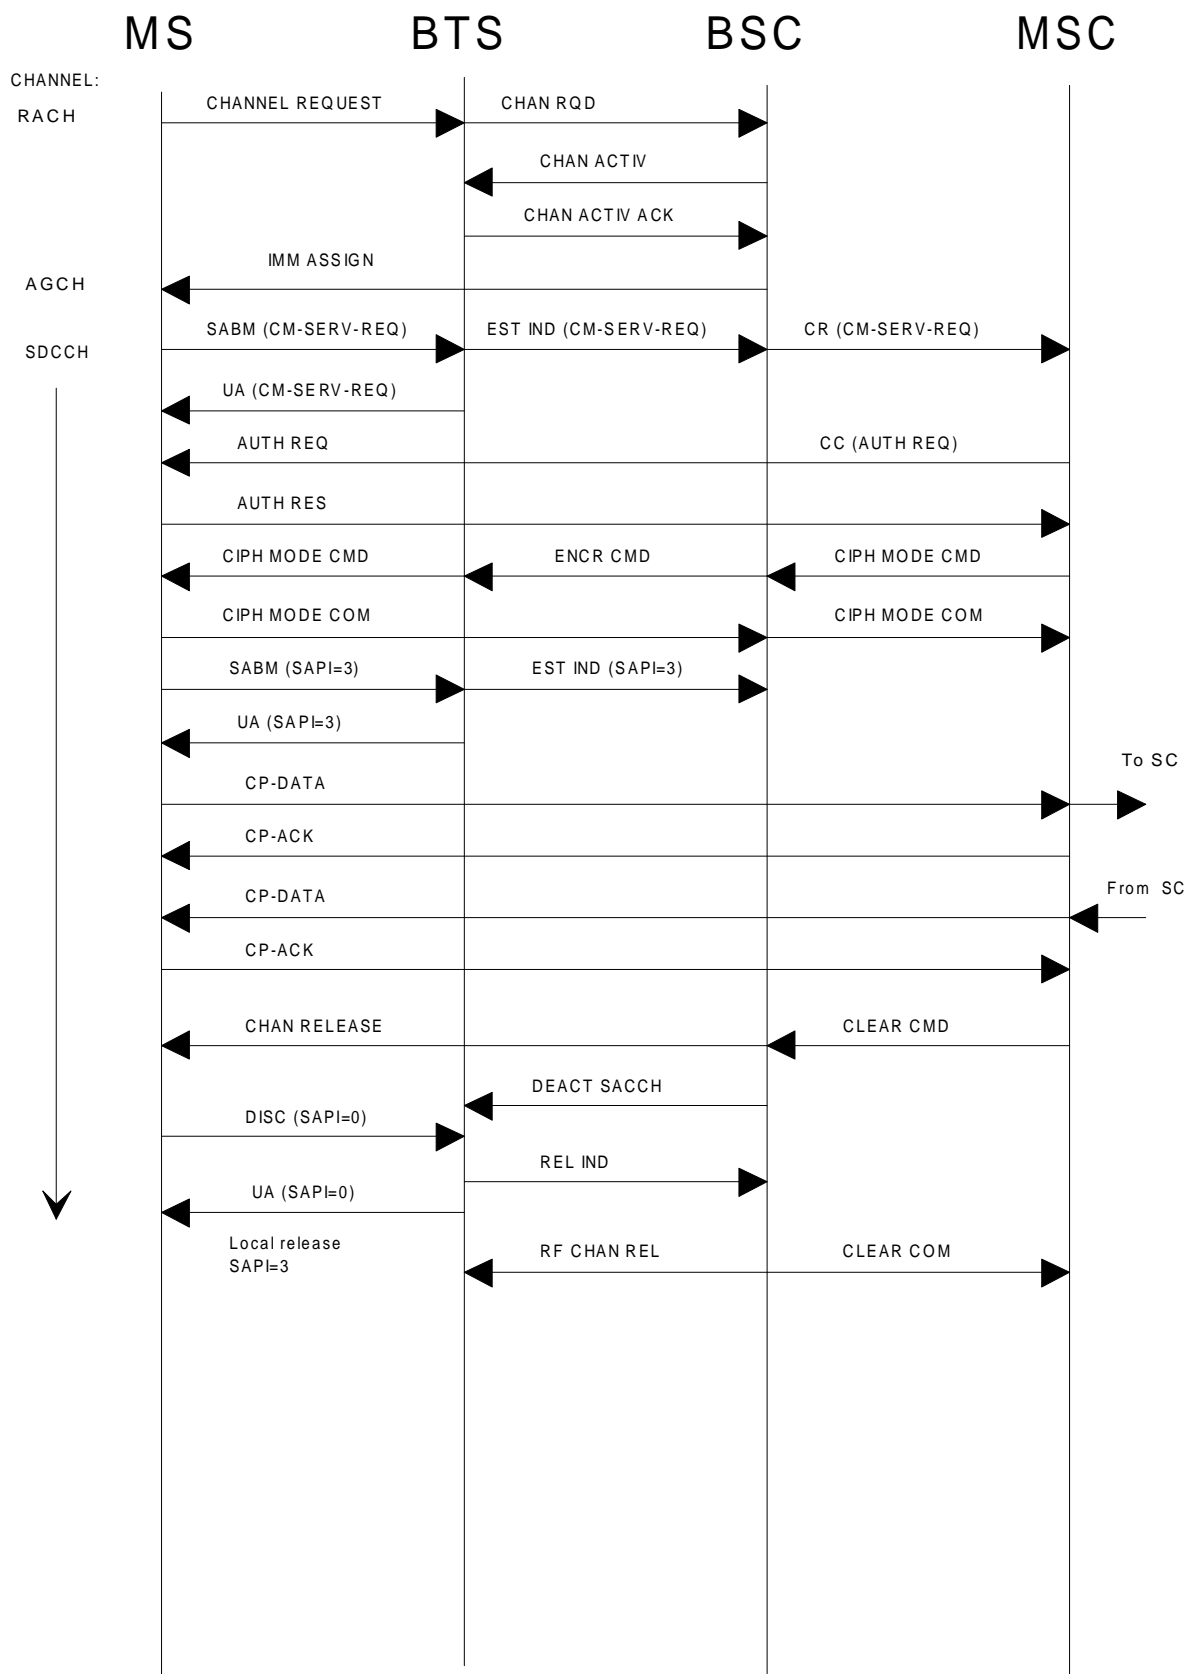 MS BTS BSC MSC
CHANNEL:
RACH CHANNEL REQUEST CHAN RQD
CHAN ACTIV
CHAN ACTIV ACK
IMM ASSIGN
AGCH
SABM (CM-SERV-REQ) EST IND (CM-SERV-REQ) CR (CM-SERV-REQ)
SDCCH
UA (CM-SERV-REQ)
AUTH REQ CC (AUTH REQ)
AUTH RES
CIPH MODE CMD ENCR CMD CIPH MODE CMD
CIPH MODE COM CIPH MODE COM
SABM (SAPI=3) EST IND (SAPI=3)
UA (SAPI=3)
To SC
CP-DATA
CP-ACK
From SC
CP-DATA
CP-ACK
CHAN RELEASE CLEAR CMD
DEACT SACCH
DISC (SAPI=0)
REL IND
UA (SAPI=0)
Local release RF CHAN REL CLEAR COM
SAPI=3